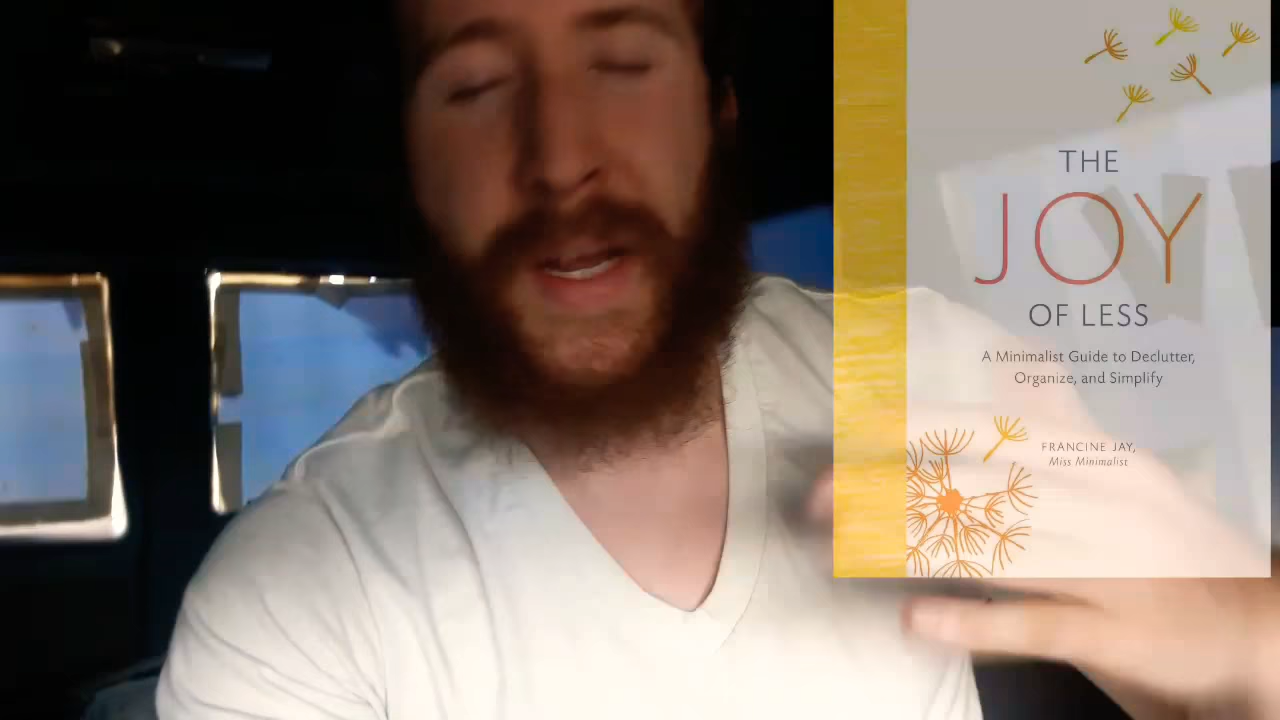 THE
JOY
OF LESS
A Minimalist Guide to Declutter,
Organize, and Simplify
FRANCINE JAY,
Miss Minimalist